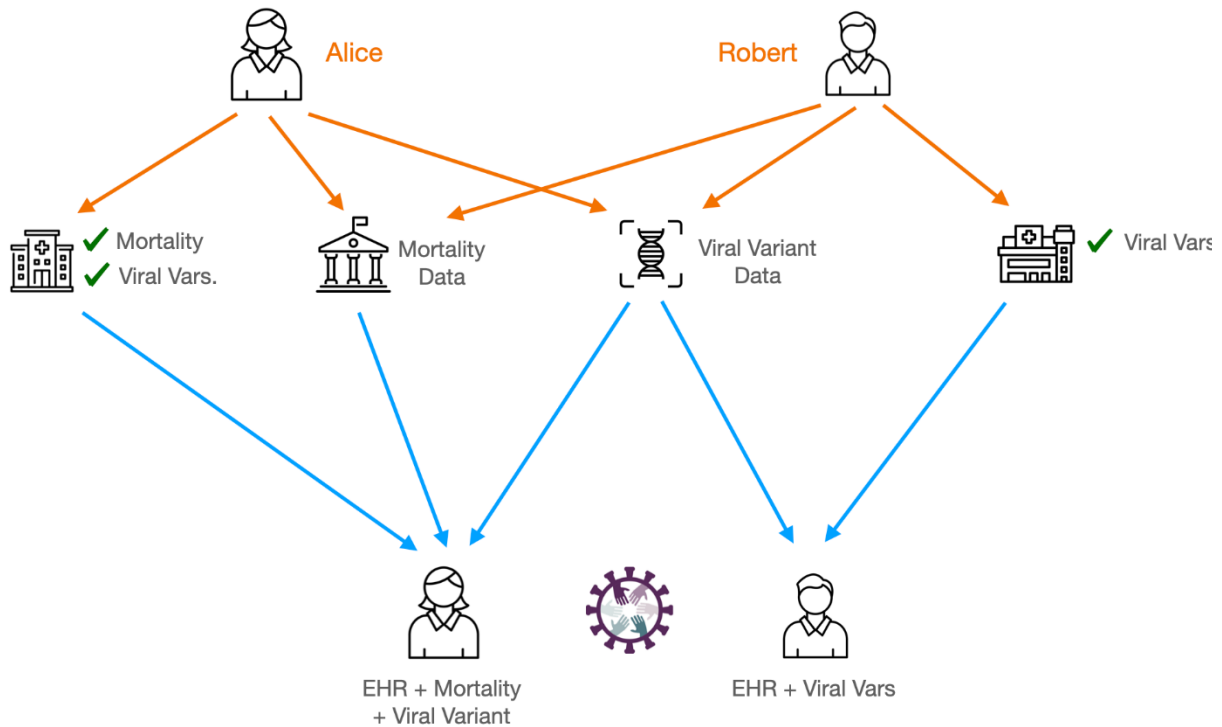 Alice
Robert
Mortality
Viral Vars.
Mortality
Data
Viral Variant
Data
Viral Vars
EHR + Mortality
+ Viral Variant
EHR + Viral Vars